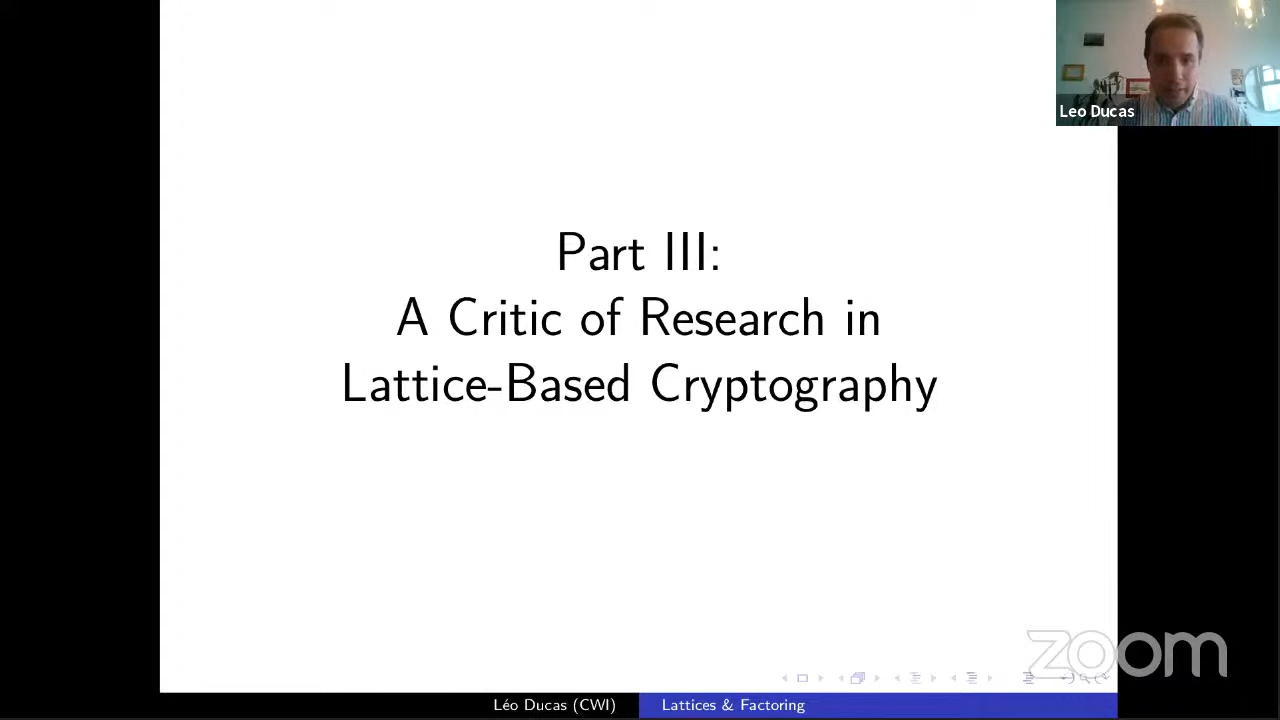 Leo Ducas
Part III:
A Critic of Research in
Lattice-Based Cryptography
zoom
Léo Ducas (CWI)
Lattices & Factoring